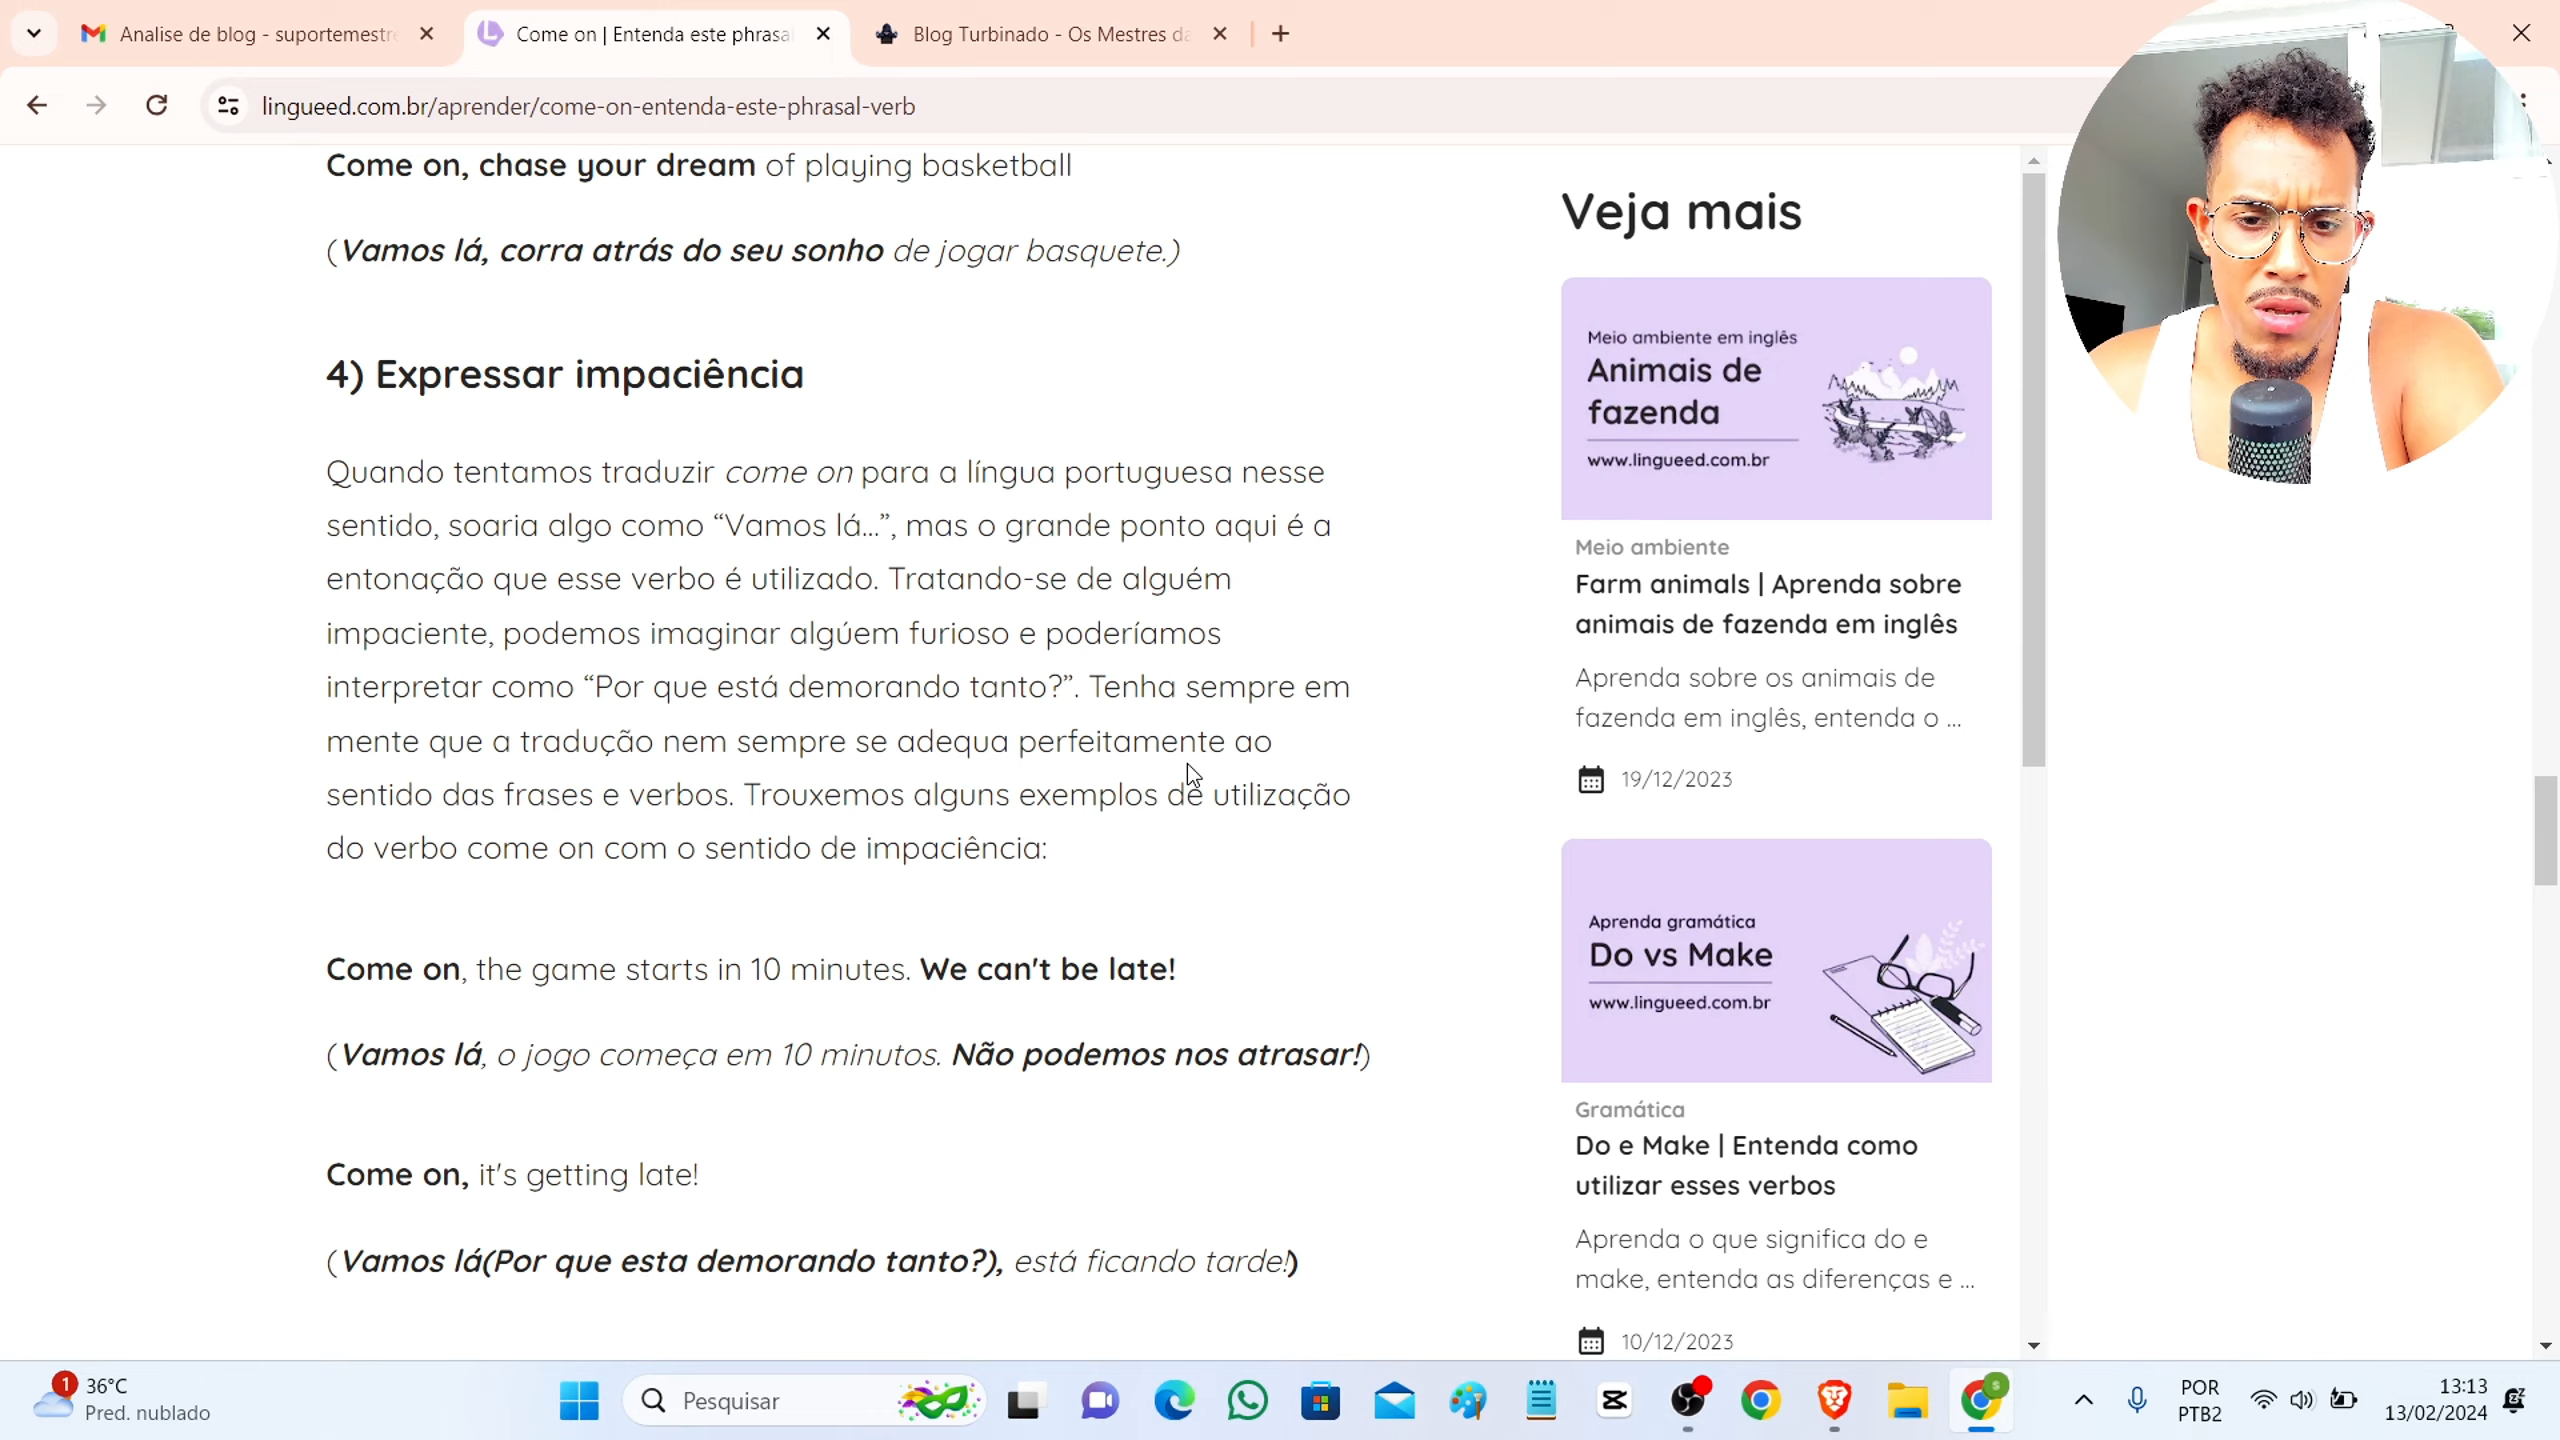 Analise de blog - suportemestre
Come on | Entenda este phrasal
Blog Turbinado - Os Mestres da
lingueed.com.br/aprender/come-on-entenda-este-phrasal-verb
Come on, chase your dream of playing basketball
(Vamos lá, corra atrás do seu sonho de jogar basquete.)
4) Expressar impaciência
Quando tentamos traduzir come on para a língua portuguesa nesse
sentido, soaria algo como “Vamos lá...”, mas o grande ponto aqui é a
entonação que esse verbo é utilizado. Tratando-se de alguém
impaciente, podemos imaginar algúem furioso e poderíamos
interpretar como “Por que está demorando tanto?”. Tenha sempre em
mente que a tradução nem sempre se adequa perfeitamente ao
sentido das frases e verbos. Trouxemos alguns exemplos de utilização
do verbo come on com o sentido de impaciência:
Come on, the game starts in 10 minutes. We can't be late!
(Vamos lá, o jogo começa em 10 minutos. Não podemos nos atrasar!)
Come on, it's getting late!
(Vamos lá(Por que esta demorando tanto?), está ficando tarde!)
Veja mais
Meio ambiente em inglês
Animais de
fazenda
www.lingueed.com.br
Meio ambiente
Farm animals | Aprenda sobre
animais de fazenda em inglês
Aprenda sobre os animais de
fazenda em inglês, entenda o ...
19/12/2023
Aprenda gramática
Do vs Make
www.lingueed.com.br
Gramática
Do e Make | Entenda como
utilizar esses verbos
Aprenda o que significa do e
make, entenda as diferenças e ...
10/12/2023
1
36°C
Pred. nublado
Pesquisar
POR
PTB2
13:13
13/02/2024